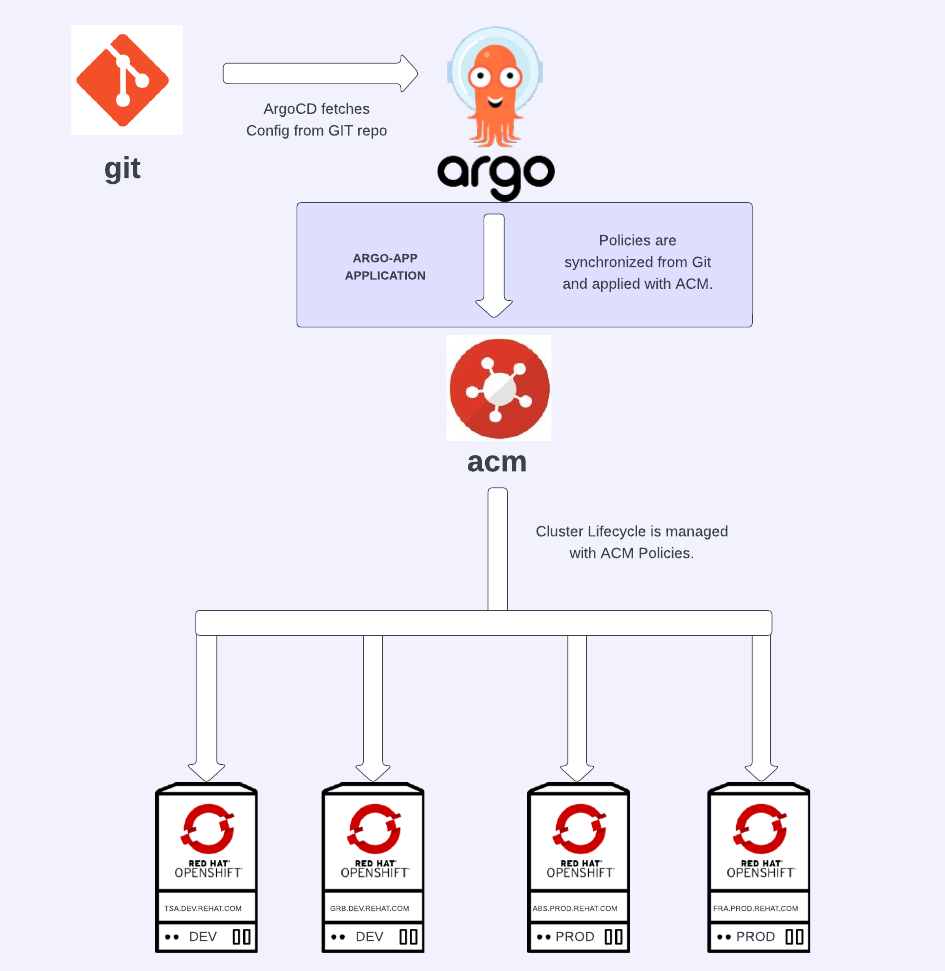 git
ArgoCD fetches
Config from GIT repo
argo
ARGO-APP
APPLICATION
Policies are
synchronized from Git
and applied with ACM.
acm
Cluster Lifecycle is managed
with ACM Policies.
RED HAT
OPENSHIFT
TSA.DEV.REHAT.COM
DEV
RED HAT
OPENSHIFT
GRB.DEV.REHAT.COM
DEV
RED HAT
OPENSHIFT
ABS.PROD.REHAT.COM
PROD
RED HAT
OPENSHIFT
FRA.PROD.REHAT.COM
PROD